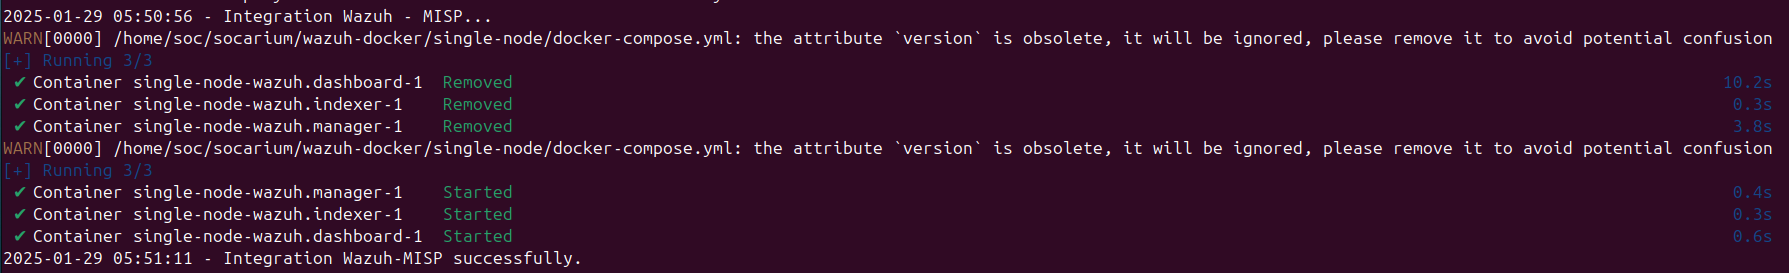 2025-01-29 05:50:56 - Integration Wazuh - MISP...
WARN[0000] /home/soc/socarium/wazuh-docker/single-node/docker-compose.yml: the attribute `version` is obsolete, it will be ignored, please remove it to avoid potential confusion
[+] Running 3/3
✔ Container single-node-wazuh.dashboard-1 Removed 10.2s
✔ Container single-node-wazuh.indexer-1 Removed 0.3s
✔ Container single-node-wazuh.manager-1 Removed 3.8s
WARN[0000] /home/soc/socarium/wazuh-docker/single-node/docker-compose.yml: the attribute `version` is obsolete, it will be ignored, please remove it to avoid potential confusion
[+] Running 3/3
✔ Container single-node-wazuh.manager-1 Started 0.4s
✔ Container single-node-wazuh.indexer-1 Started 0.3s
✔ Container single-node-wazuh.dashboard-1 Started 0.6s
2025-01-29 05:51:11 - Integration Wazuh-MISP successfully.